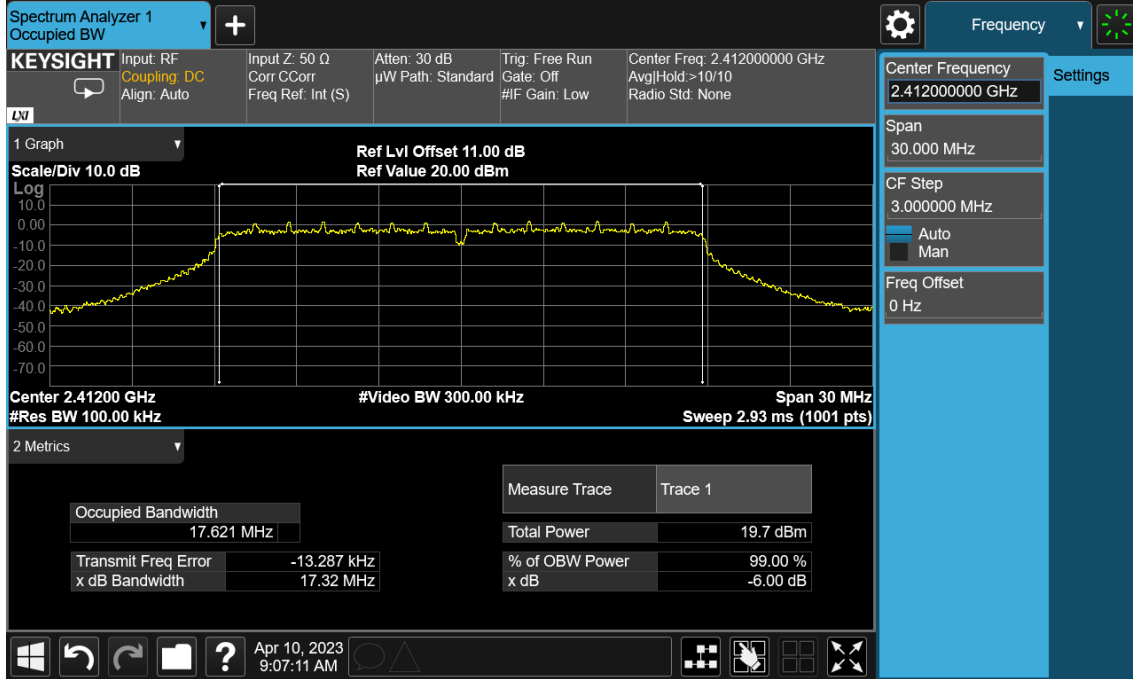 Spectrum Analyzer 1
Occupied BW
Frequency
KEYSIGHT
LXI
Input: RF
Coupling: DC
Align: Auto
Input Z: 50 Ω
Corr CCorr
Freq Ref: Int (S)
Atten: 30 dB
µW Path: Standard
Trig: Free Run
Gate: Off
#IF Gain: Low
Center Freq: 2.412000000 GHz
Avg|Hold:>10/10
Radio Std: None
Center Frequency
2.412000000 GHz
Settings
Span
30.000 MHz
CF Step
3.000000 MHz
Auto
Man
Freq Offset
0 Hz
1 Graph
Scale/Div 10.0 dB
Ref Lvl Offset 11.00 dB
Ref Value 20.00 dBm
Log
10.0
0.00
-10.0
-20.0
-30.0
-40.0
-50.0
-60.0
-70.0
Center 2.41200 GHz
#Video BW 300.00 kHz
Span 30 MHz
#Res BW 100.00 kHz
Sweep 2.93 ms (1001 pts)
2 Metrics
Measure Trace
Trace 1
Occupied Bandwidth
17.621 MHz
Total Power
19.7 dBm
Transmit Freq Error
-13.287 kHz
% of OBW Power
99.00 %
x dB Bandwidth
17.32 MHz
x dB
-6.00 dB
?
Apr 10, 2023
9:07:11 AM